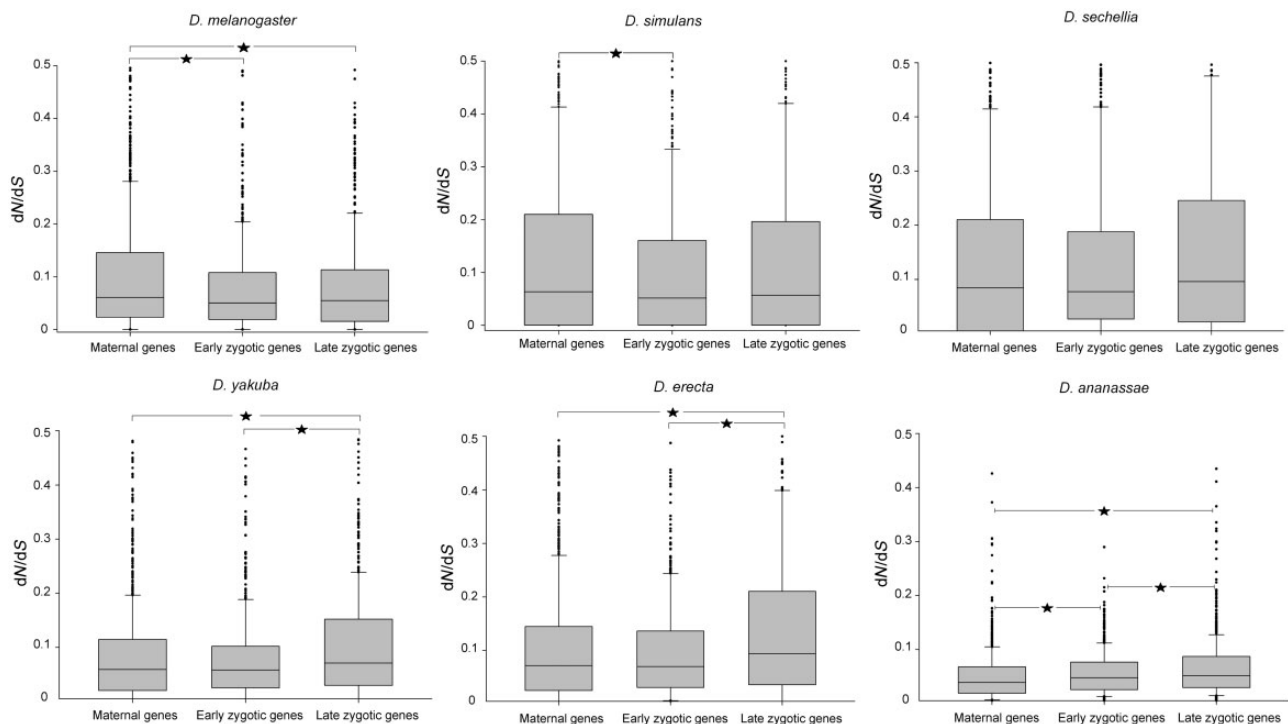 D. melanogaster
0.5
0.4
0.3
0.2
0.1
0
dN/dS
Maternal genes Early zygotic genes Late zygotic genes
D. simulans
0.5
0.4
0.3
0.2
0.1
0
dN/dS
Maternal genes Early zygotic genes Late zygotic genes
D. sechellia
0.5
0.4
0.3
0.2
0.1
0
dN/dS
Maternal genes Early zygotic genes Late zygotic genes
D. yakuba
0.5
0.4
0.3
0.2
0.1
0
dN/dS
Maternal genes Early zygotic genes Late zygotic genes
D. erecta
0.5
0.4
0.3
0.2
0.1
0
dN/dS
Maternal genes Early zygotic genes Late zygotic genes
D. ananassae
0.5
0.4
0.3
0.2
0.1
0
dN/dS
Maternal genes Early zygotic genes Late zygotic genes